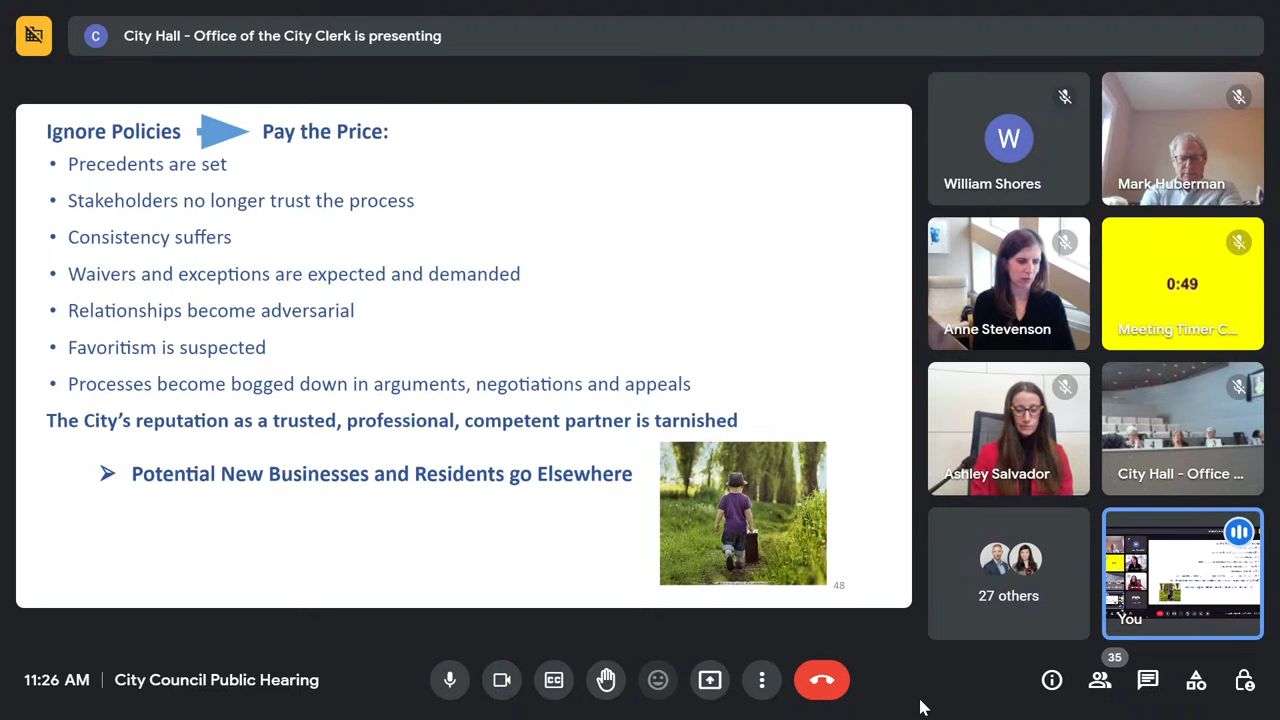 C
City Hall - Office of the City Clerk is presenting
Ignore Policies Pay the Price:
• Precedents are set
• Stakeholders no longer trust the process
• Consistency suffers
• Waivers and exceptions are expected and demanded
• Relationships become adversarial
• Favoritism is suspected
• Processes become bogged down in arguments, negotiations and appeals
The City's reputation as a trusted, professional, competent partner is tarnished
➢ Potential New Businesses and Residents go Elsewhere
48
W
William Shores
Mark Huberman
Anne Stevenson
0:49
Meeting Timer C...
Ashley Salvador
City Hall - Office ...
27 others
You
11:26 AM | City Council Public Hearing
CC
35